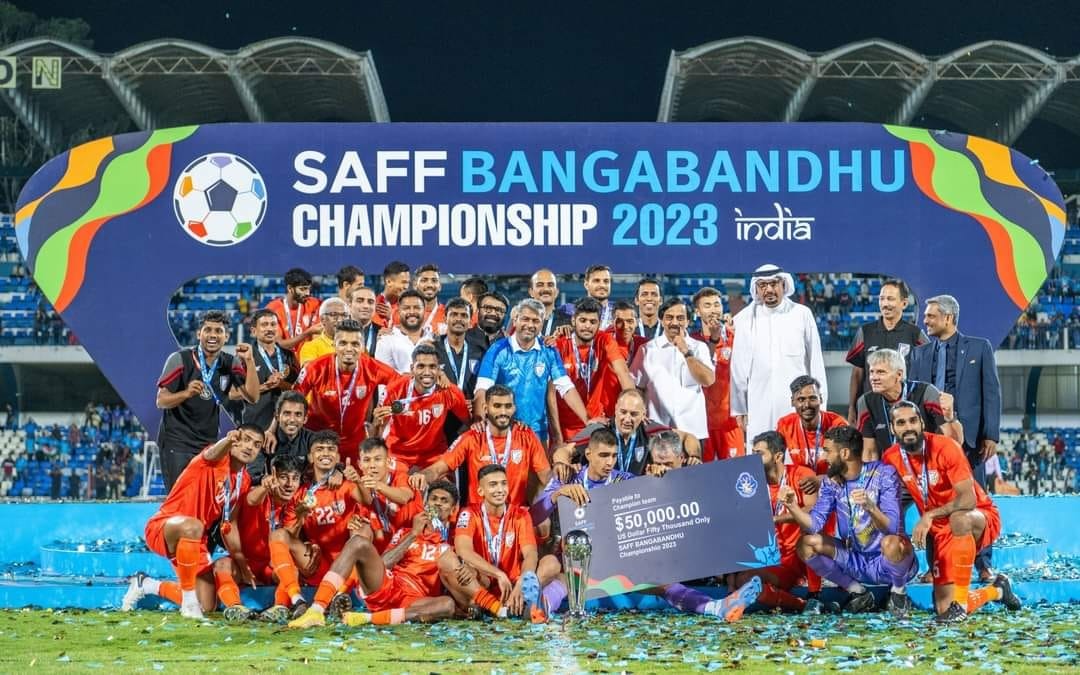 SAFF BANGABANDHU
CHAMPIONSHIP 2023 india
Payable to
Champion team
$50,000.00
US Dollar Fifty Thousand Only
SAFF BANGABANDHU
Championship 2023
16
22
12